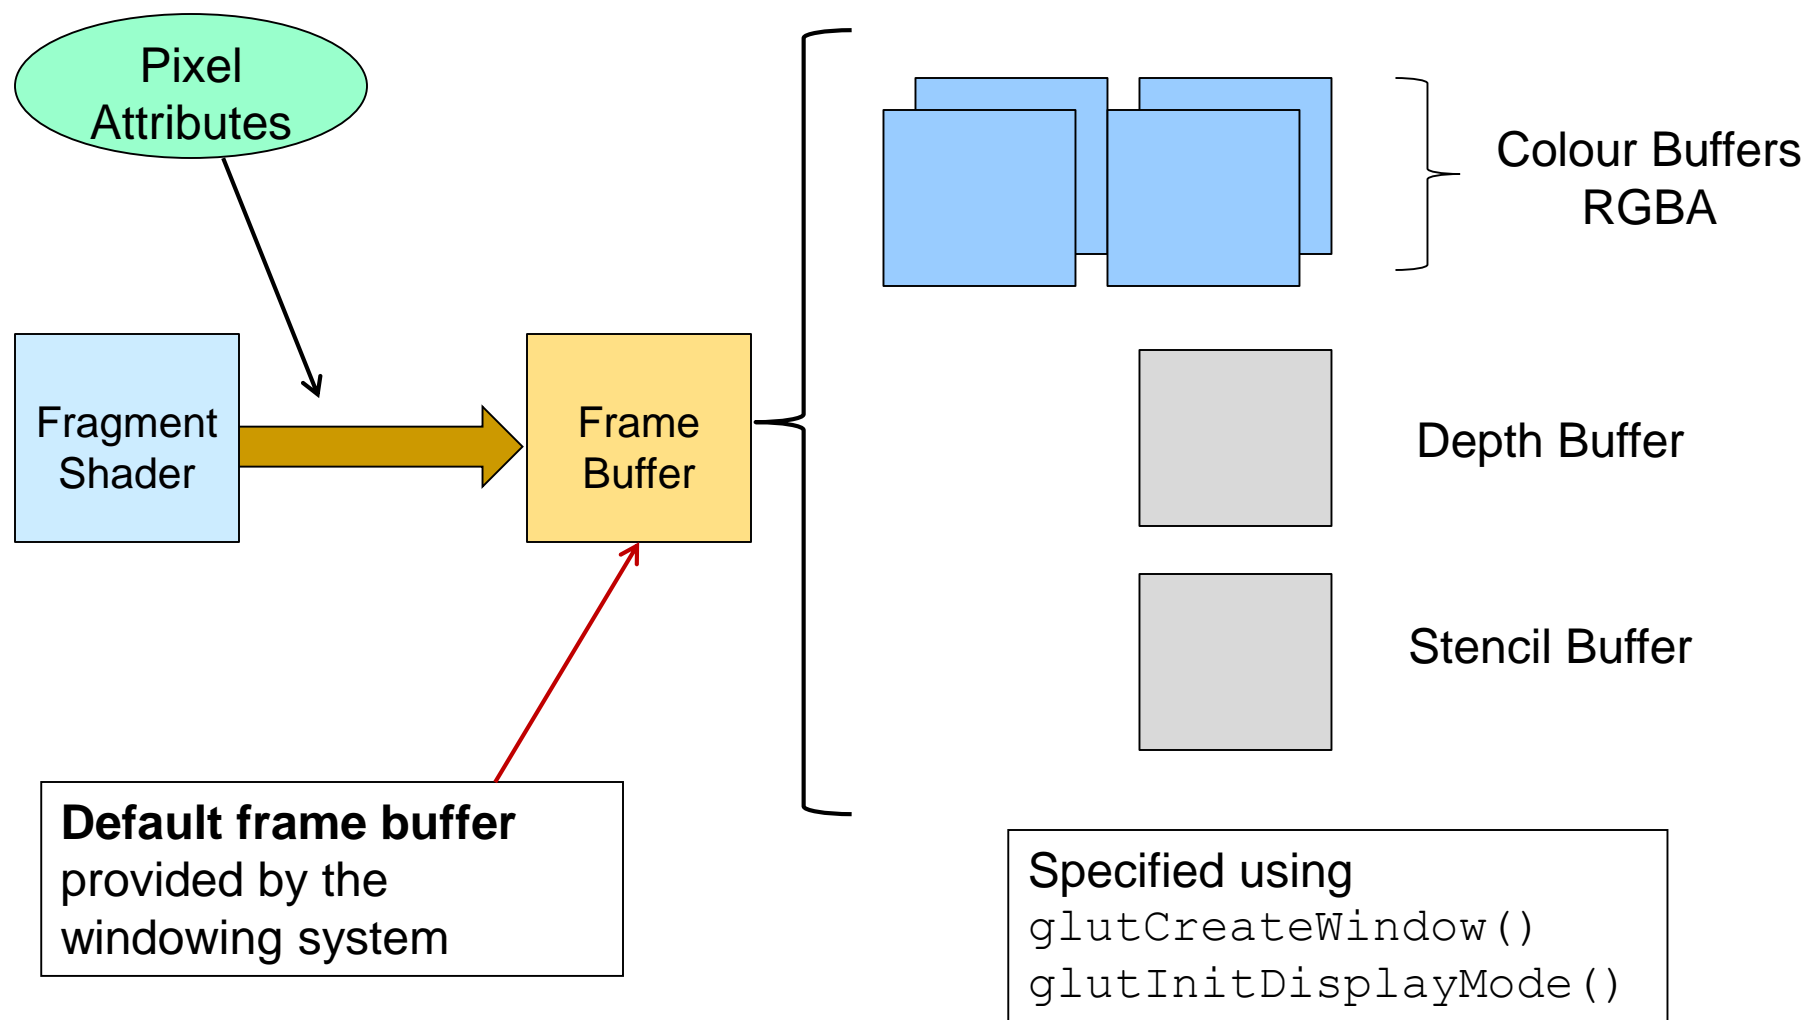 Pixel
Attributes
Fragment
Shader
Frame
Buffer
Colour Buffers
RGBA
Depth Buffer
Stencil Buffer
Default frame buffer
provided by the
windowing system
Specified using
glutCreateWindow()
glutInitDisplayMode()